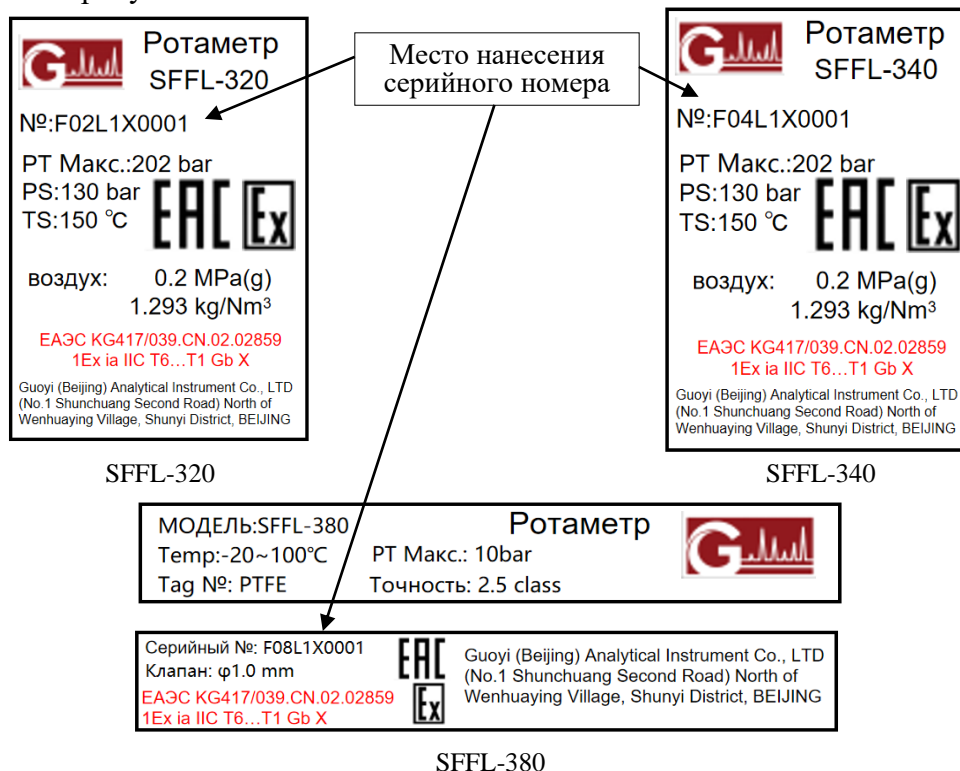 Ротаметр
SFFL-320
№:F02L1X0001
PT Макс.:202 bar
PS:130 bar
TS:150 ℃
EAC Ex
воздух: 0.2 MPa(g)
1.293 kg/Nm³
ЕАЭС KG417/039.CN.02.02859
1Ex ia IIC T6…T1 Gb X
Guoyi (Beijing) Analytical Instrument Co., LTD
(No.1 Shunchuang Second Road) North of
Wenhuaying Village, Shunyi District, BEIJING
SFFL-320
Место нанесения
серийного номера
Ротаметр
SFFL-340
№:F04L1X0001
PT Макс.:202 bar
PS:130 bar
TS:150 ℃
EAC Ex
воздух: 0.2 MPa(g)
1.293 kg/Nm³
ЕАЭС KG417/039.CN.02.02859
1Ex ia IIC T6…T1 Gb X
Guoyi (Beijing) Analytical Instrument Co., LTD
(No.1 Shunchuang Second Road) North of
Wenhuaying Village, Shunyi District, BEIJING
SFFL-340
МОДЕЛЬ:SFFL-380 Ротаметр
Temp:-20~100℃ PT Макс.: 10bar
Tag №: PTFE Точность: 2.5 class
G
Серийный №: F08L1X0001
Клапан: φ1.0 mm
ЕАЭС KG417/039.CN.02.02859
1Ex ia IIC T6…T1 Gb X
EAC
Ex
Guoyi (Beijing) Analytical Instrument Co., LTD
(No.1 Shunchuang Second Road) North of
Wenhuaying Village, Shunyi District, BEIJING
SFFL-380